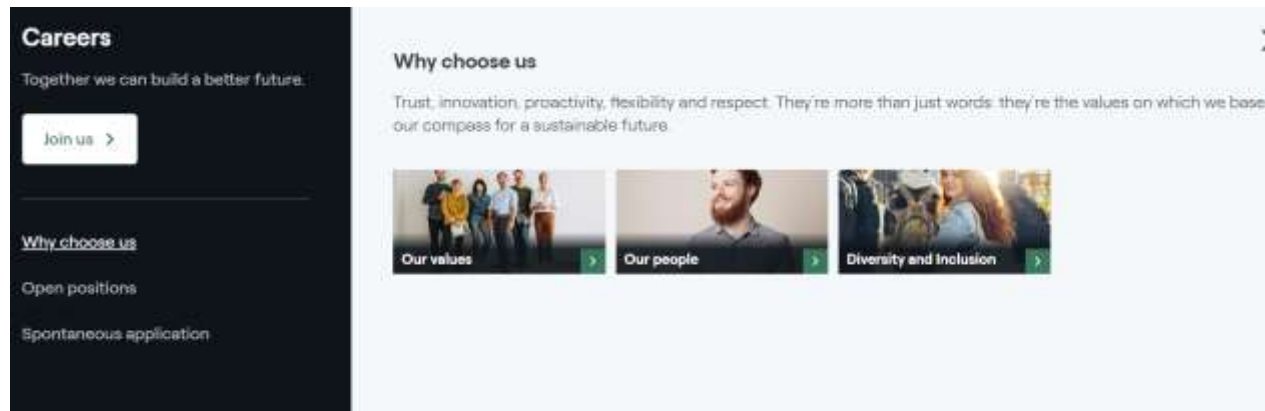 Careers
Together we can build a better future.
Join us >
Why choose us
Open positions
Spontaneous application
Why choose us
Trust, innovation, proactivity, flexibility and respect. They're more than just words: they're the values on which we base
our compass for a sustainable future.
Our values
Our people
Diversity and Inclusion